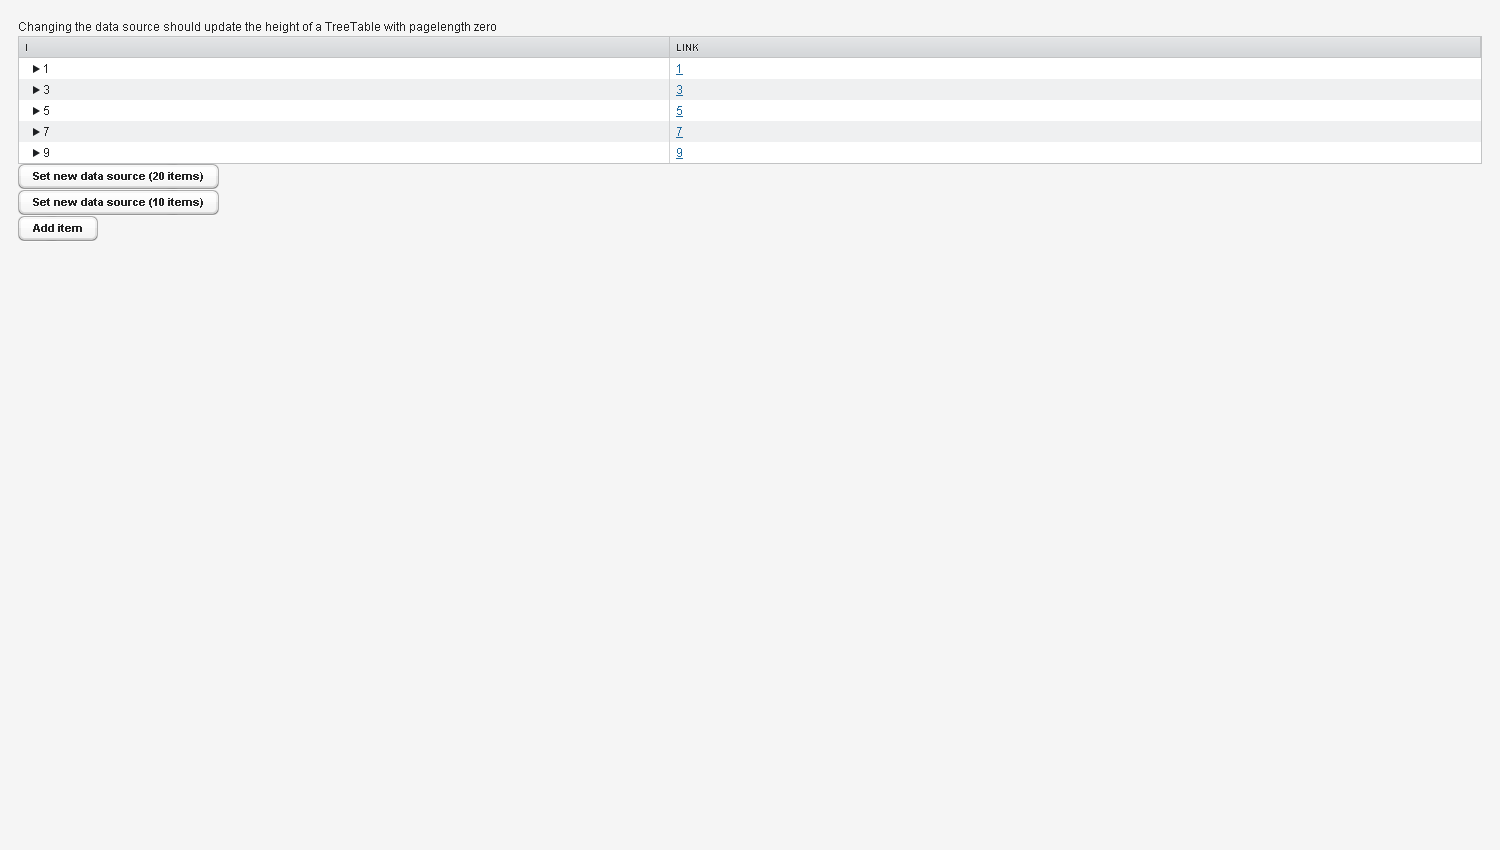 Changing the data source should update the height of a TreeTable with pagelength zero
I LINK
1 1
3 3
5 5
7 7
9 9
Set new data source (20 items)
Set new data source (10 items)
Add item